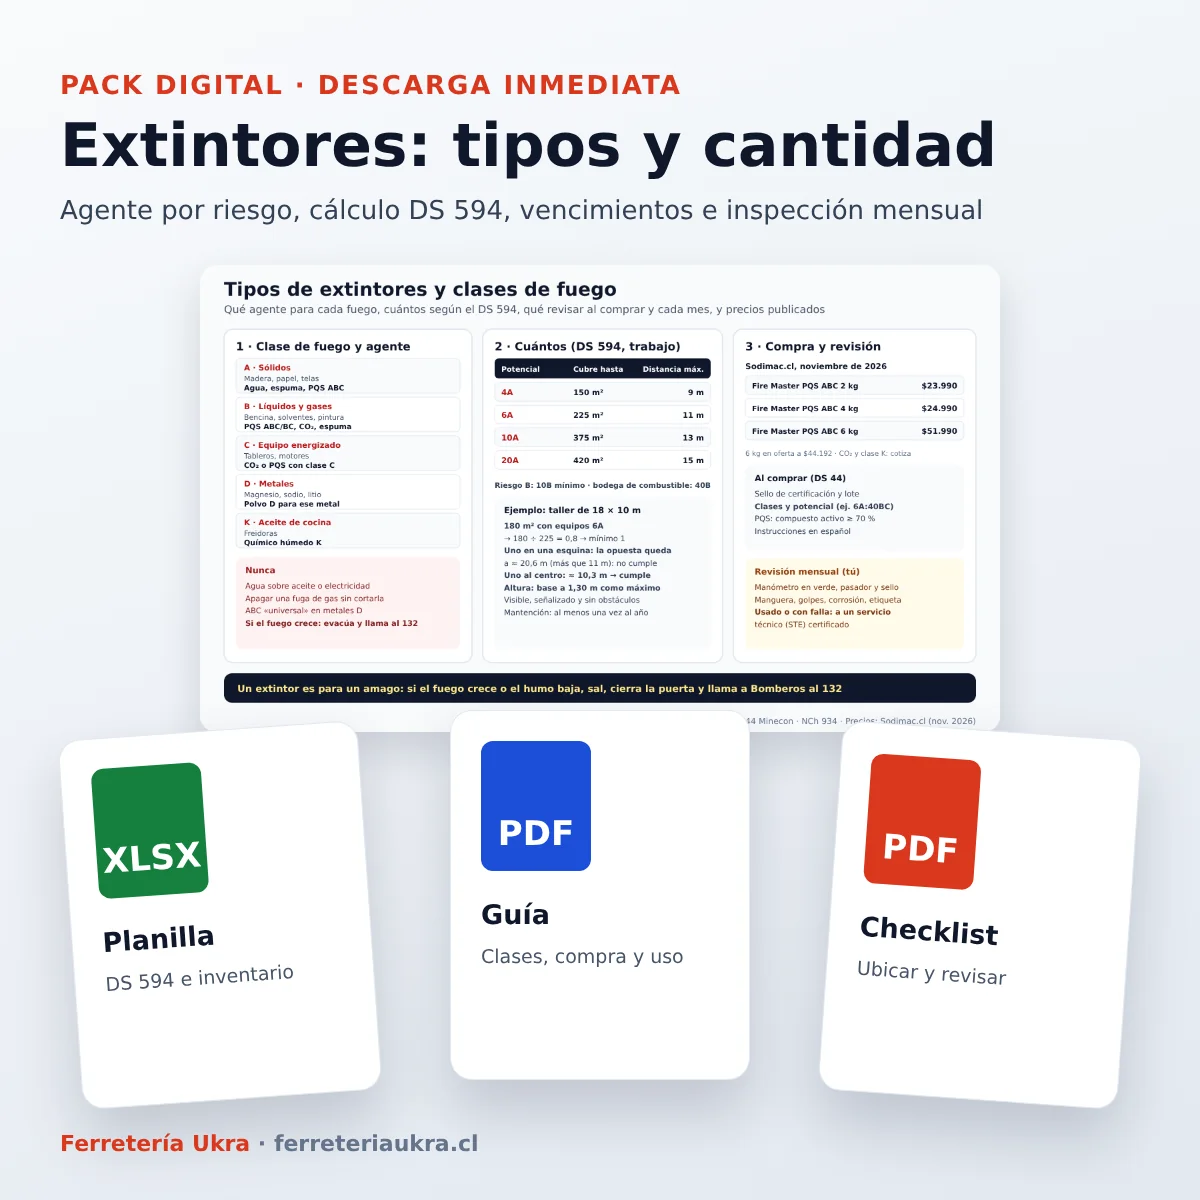 PACK DIGITAL · DESCARGA INMEDIATA
Extintores: tipos y cantidad
Agente por riesgo, cálculo DS 594, vencimientos e inspección mensual
Tipos de extintores y clases de fuego
Qué agente para cada fuego, cuántos según el DS 594, qué revisar al comprar y cada mes, y precios publicados
1 · Clase de fuego y agente
A · Sólidos
Madera, papel, telas
Agua, espuma, PQS ABC
B · Líquidos y gases
Bencina, solventes, pintura
PQS ABC/BC, CO₂, espuma
C · Equipo energizado
Tableros, motores
CO₂ o PQS con clase C
D · Metales
Magnesio, sodio, litio
Polvo D para ese metal
K · Aceite de cocina
Freidoras
Químico húmedo K
Nunca
Agua sobre aceite o electricidad
Apagar una fuga de gas sin cortarla
ABC «universal» en metales D
Si el fuego crece: evacúa y llama al 132
2 · Cuántos (DS 594, trabajo)
Potencial Cubre hasta Distancia máx.
4A 150 m² 9 m
6A 225 m² 11 m
10A 375 m² 13 m
20A 420 m² 15 m
Riesgo B: 10B mínimo · bodega de combustible: 40B
Ejemplo: taller de 18 × 10 m
180 m² con equipos 6A
→ 180 ÷ 225 = 0,8 → mínimo 1
Uno en una esquina: la opuesta queda
a ≈ 20,6 m (más que 11 m): no cumple
Uno al centro: ≈ 10,3 m → cumple
Altura: base a 1,30 m como máximo
Visible, señalizado y sin obstáculos
Mantención: al menos una vez al año
3 · Compra y revisión
Sodimac.cl, noviembre de 2026
Fire Master PQS ABC 2 kg $23.990
Fire Master PQS ABC 4 kg $24.990
Fire Master PQS ABC 6 kg $51.990
6 kg en oferta a $44.192 · CO₂ y clase K: cotiza
Al comprar (DS 44)
Sello de certificación y lote
Clases y potencial (ej. 6A:40BC)
PQS: compuesto activo ≥ 70 %
Instrucciones en español
Revisión mensual (tú)
Manómetro en verde, pasador y sello
Manguera, golpes, corrosión, etiqueta
Usado o con falla: a un servicio
técnico (STE) certificado
Un extintor es para un amago: si el fuego crece o el humo baja, sal, cierra la puerta y llama a Bomberos al 132
44 Minecon · NCh 934 · Precios: Sodimac.cl (nov. 2026)
XLSX
Planilla
DS 594 e inventario
PDF
Guía
Clases, compra y uso
PDF
Checklist
Ubicar y revisar
Ferretería Ukra · ferreteriaukra.cl